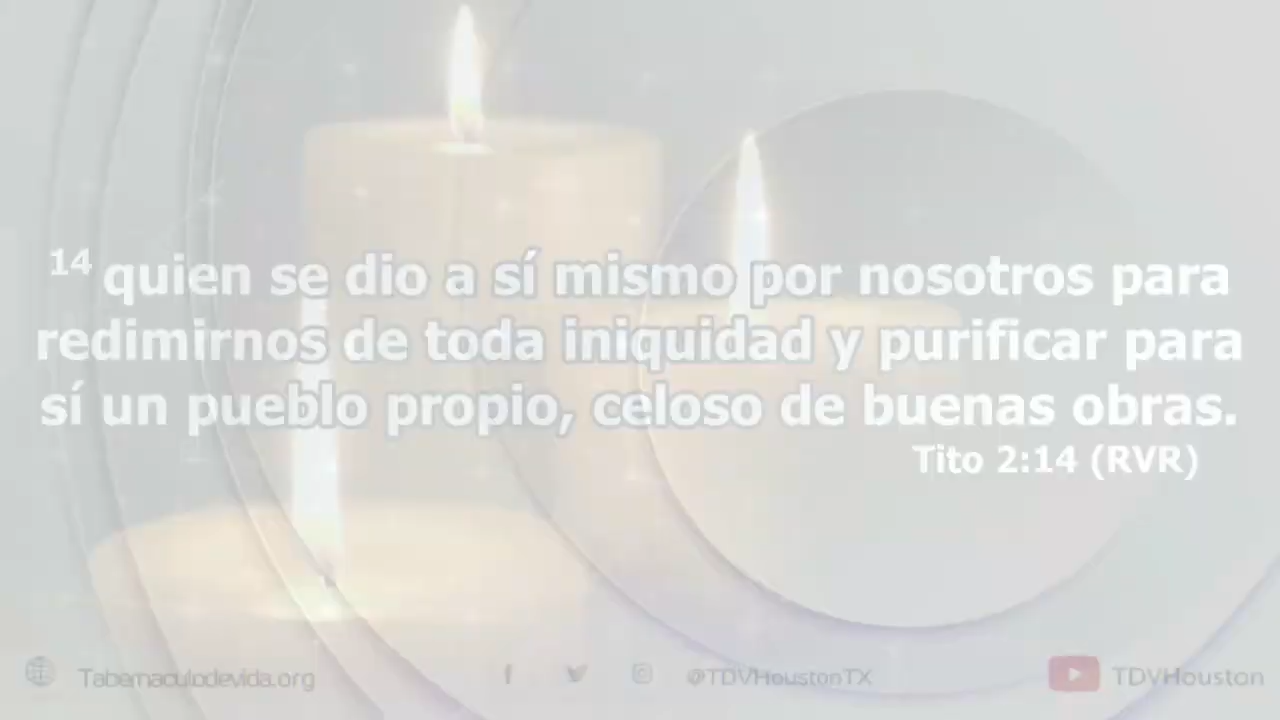 14 quien se dio a sí mismo por nosotros para
redimirnos de toda iniquidad y purificar para
sí un pueblo propio, celoso de buenas obras.
Tito 2:14 (RVR)
Tabernaculodevida.org
@TDVHoustonTX
TDVHouston